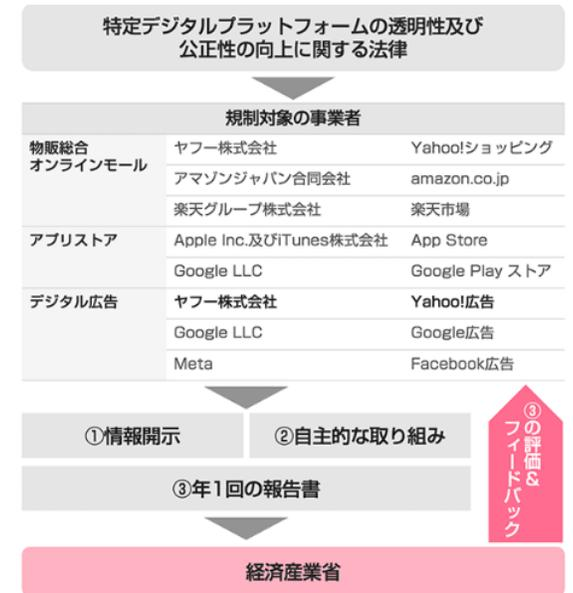 特定デジタルプラットフォームの透明性及び
公正性の向上に関する法律
規制対象の事業者
物販総合
オンラインモール
ヤフー株式会社 Yahoo!ショッピング
アマゾンジャパン合同会社 amazon.co.jp
楽天グループ株式会社 楽天市場
アプリストア Apple Inc.及びiTunes株式会社 App Store
Google LLC Google Play ストア
デジタル広告 ヤフー株式会社 Yahoo!広告
Google LLC Google広告
Meta Facebook広告
①情報開示 ②自主的な取り組み
③年1回の報告書
③の評価&
フィードバック
経済産業省